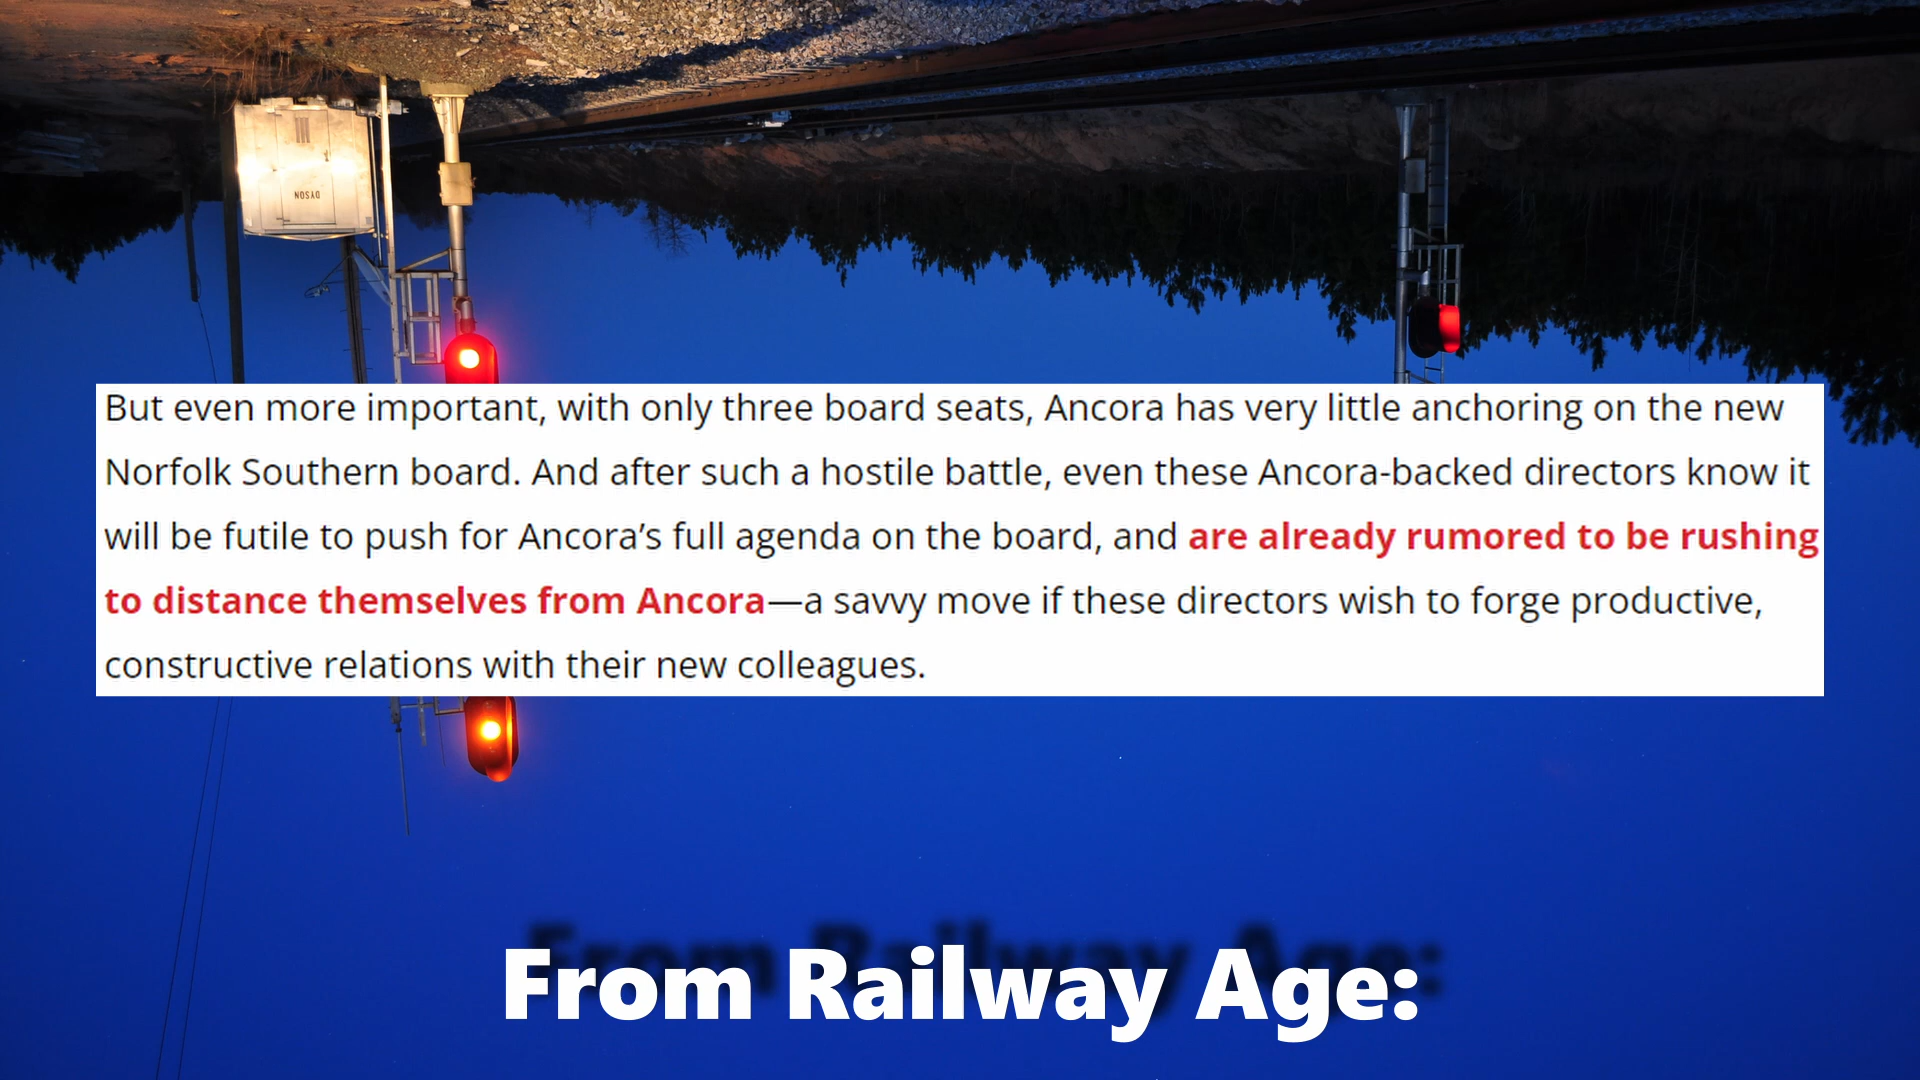 DYSON
But even more important, with only three board seats, Ancora has very little anchoring on the new
Norfolk Southern board. And after such a hostile battle, even these Ancora-backed directors know it
will be futile to push for Ancora’s full agenda on the board, and are already rumored to be rushing
to distance themselves from Ancora—a savvy move if these directors wish to forge productive,
constructive relations with their new colleagues.
From Railway Age: